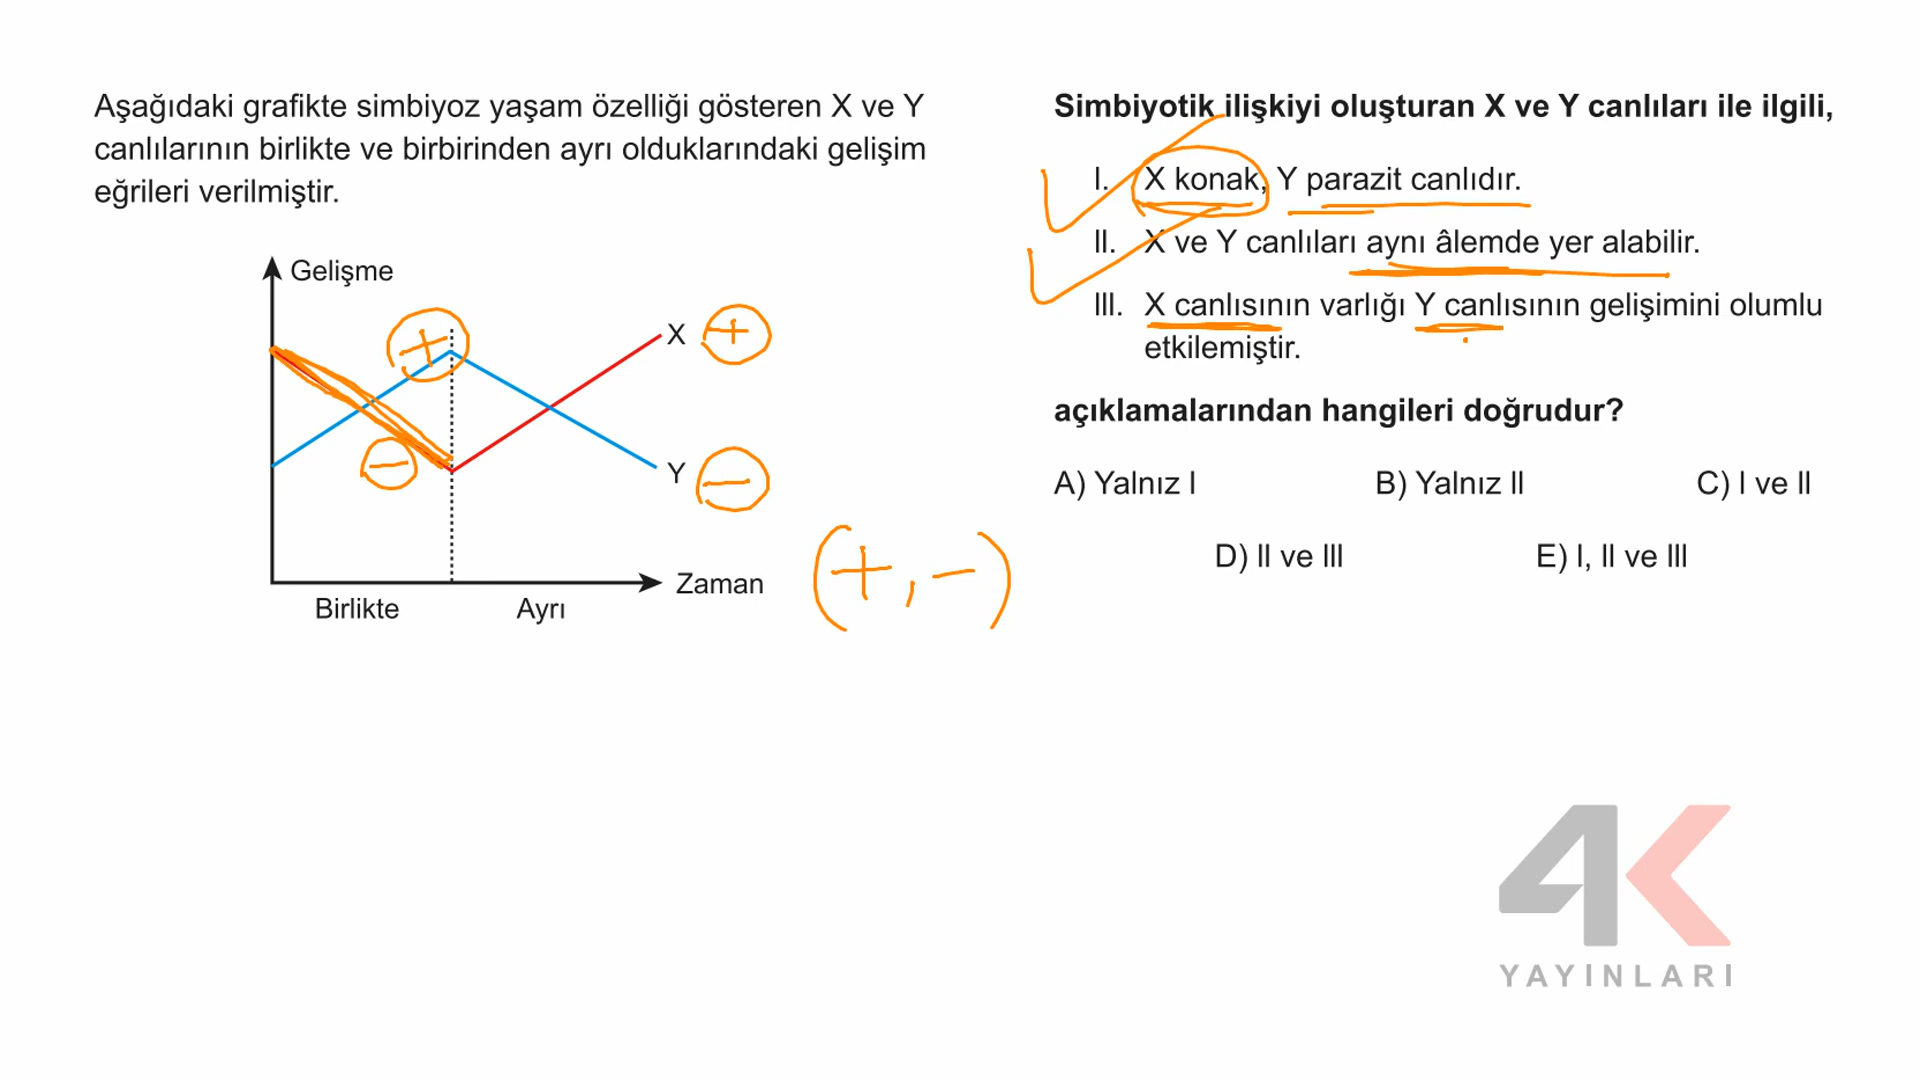 Aşağıdaki grafikte simbiyoz yaşam özelliği gösteren X ve Y
canlılarının birlikte ve birbirinden ayrı olduklarındaki gelişim
eğrileri verilmiştir.
Gelişme
+
X +
−
Y −
Zaman
Birlikte Ayrı
(+, −)
Simbiyotik ilişkiyi oluşturan X ve Y canlıları ile ilgili,
I. X konak, Y parazit canlıdır.
II. X ve Y canlıları aynı âlemde yer alabilir.
III. X canlısının varlığı Y canlısının gelişimini olumlu
etkilemiştir.
açıklamalarından hangileri doğrudur?
A) Yalnız I B) Yalnız II C) I ve II
D) II ve III E) I, II ve III
4K
YAYINLARI